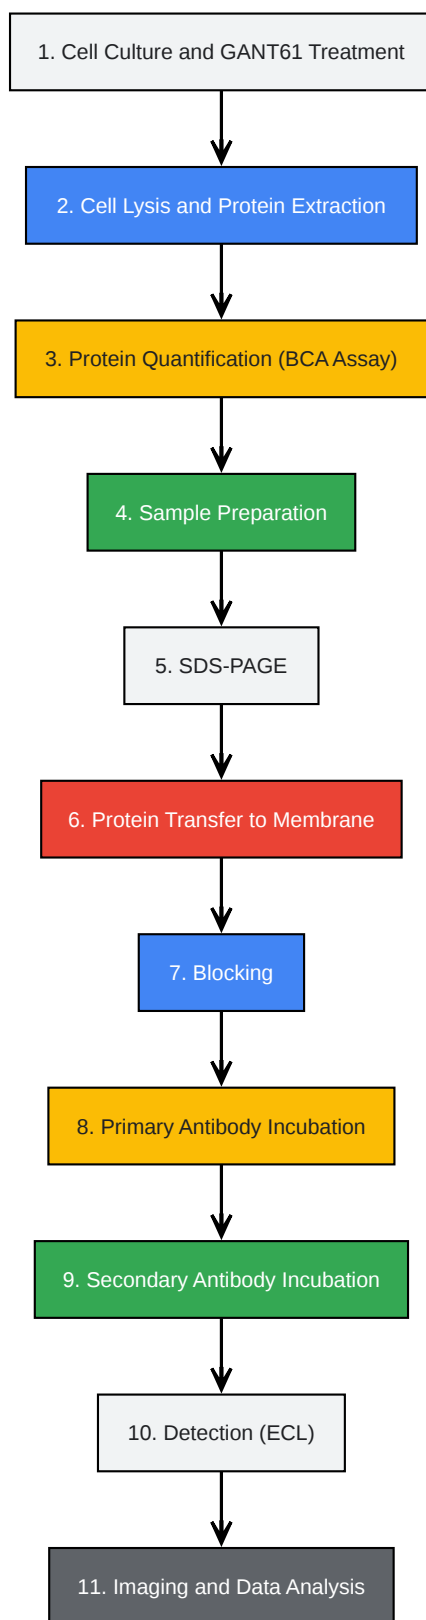 1. Cell Culture and GANT61 Treatment
2. Cell Lysis and Protein Extraction
3. Protein Quantification (BCA Assay)
4. Sample Preparation
5. SDS-PAGE
6. Protein Transfer to Membrane
7. Blocking
8. Primary Antibody Incubation
9. Secondary Antibody Incubation
10. Detection (ECL)
11. Imaging and Data Analysis